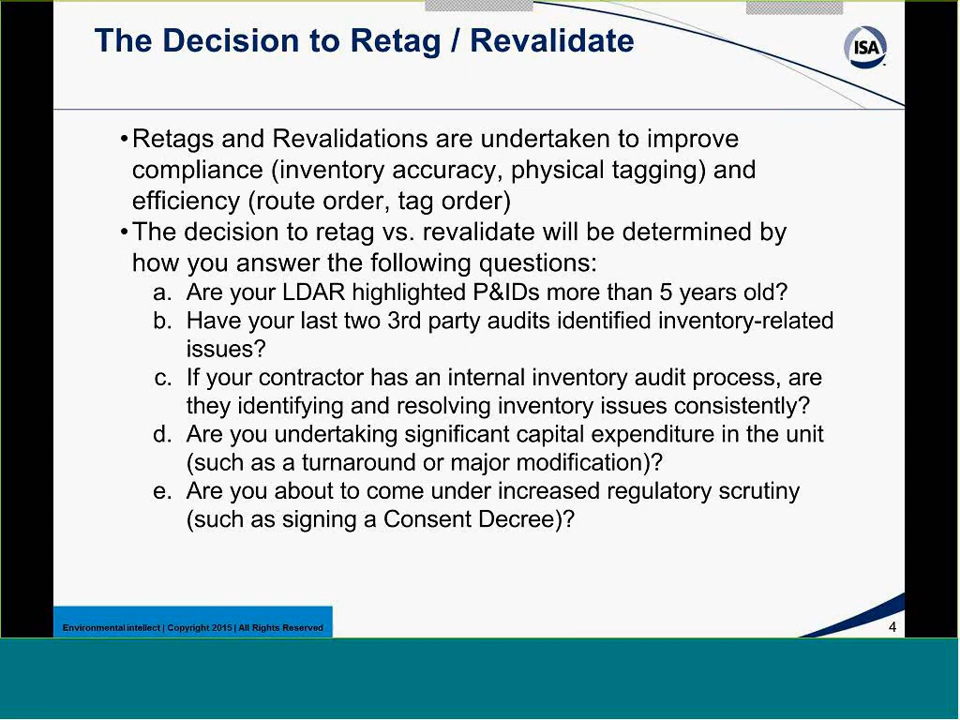 The Decision to Retag / Revalidate
ISA
•Retags and Revalidations are undertaken to improve
compliance (inventory accuracy, physical tagging) and
efficiency (route order, tag order)
•The decision to retag vs. revalidate will be determined by
how you answer the following questions:
a. Are your LDAR highlighted P&IDs more than 5 years old?
b. Have your last two 3rd party audits identified inventory-related
issues?
c. If your contractor has an internal inventory audit process, are
they identifying and resolving inventory issues consistently?
d. Are you undertaking significant capital expenditure in the unit
(such as a turnaround or major modification)?
e. Are you about to come under increased regulatory scrutiny
(such as signing a Consent Decree)?
Environmental intellect | Copyright 2015 | All Rights Reserved
4